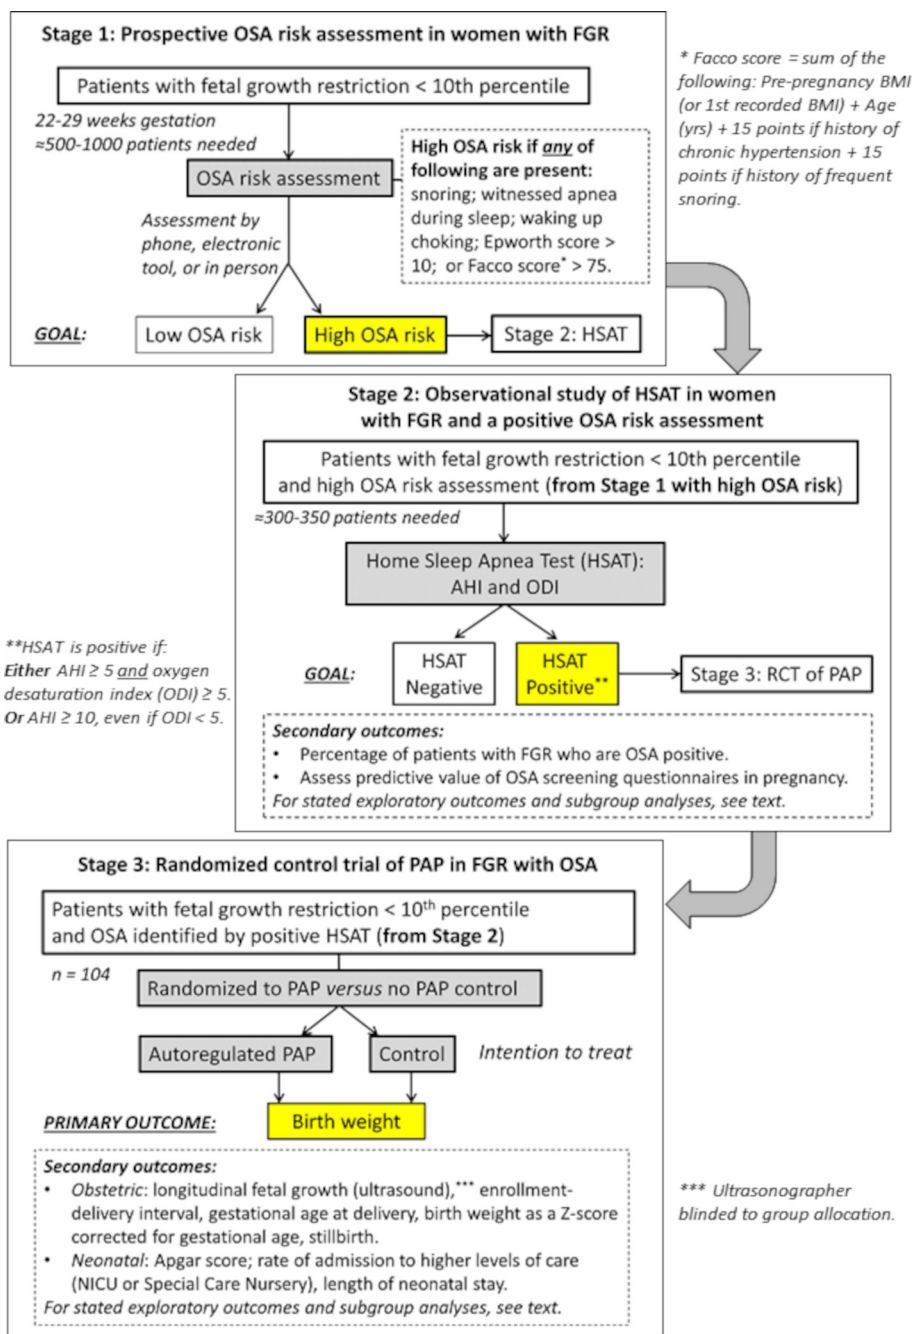 Stage 1: Prospective OSA risk assessment in women with FGR
Patients with fetal growth restriction < 10th percentile
22-29 weeks gestation
≈500-1000 patients needed
OSA risk assessment
High OSA risk if any of
following are present:
snoring; witnessed apnea
during sleep; waking up
choking; Epworth score >
10; or Facco score* > 75.
Assessment by
phone, electronic
tool, or in person
GOAL:
Low OSA risk
High OSA risk
Stage 2: HSAT
* Facco score = sum of the
following: Pre-pregnancy BMI
(or 1st recorded BMI) + Age
(yrs) + 15 points if history of
chronic hypertension + 15
points if history of frequent
snoring.
Stage 2: Observational study of HSAT in women
with FGR and a positive OSA risk assessment
Patients with fetal growth restriction < 10th percentile
and high OSA risk assessment (from Stage 1 with high OSA risk)
≈300-350 patients needed
Home Sleep Apnea Test (HSAT):
AHI and ODI
**HSAT is positive if:
Either AHI ≥ 5 and oxygen
desaturation index (ODI) ≥ 5.
Or AHI ≥ 10, even if ODI < 5.
GOAL:
HSAT
Negative
HSAT
Positive**
Stage 3: RCT of PAP
Secondary outcomes:
• Percentage of patients with FGR who are OSA positive.
• Assess predictive value of OSA screening questionnaires in pregnancy.
For stated exploratory outcomes and subgroup analyses, see text.
Stage 3: Randomized control trial of PAP in FGR with OSA
Patients with fetal growth restriction < 10th percentile
and OSA identified by positive HSAT (from Stage 2)
n = 104
Randomized to PAP versus no PAP control
Autoregulated PAP
Control
Intention to treat
PRIMARY OUTCOME:
Birth weight
Secondary outcomes:
• Obstetric: longitudinal fetal growth (ultrasound),*** enrollment-
delivery interval, gestational age at delivery, birth weight as a Z-score
corrected for gestational age, stillbirth.
• Neonatal: Apgar score; rate of admission to higher levels of care
(NICU or Special Care Nursery), length of neonatal stay.
For stated exploratory outcomes and subgroup analyses, see text.
*** Ultrasonographer
blinded to group allocation.